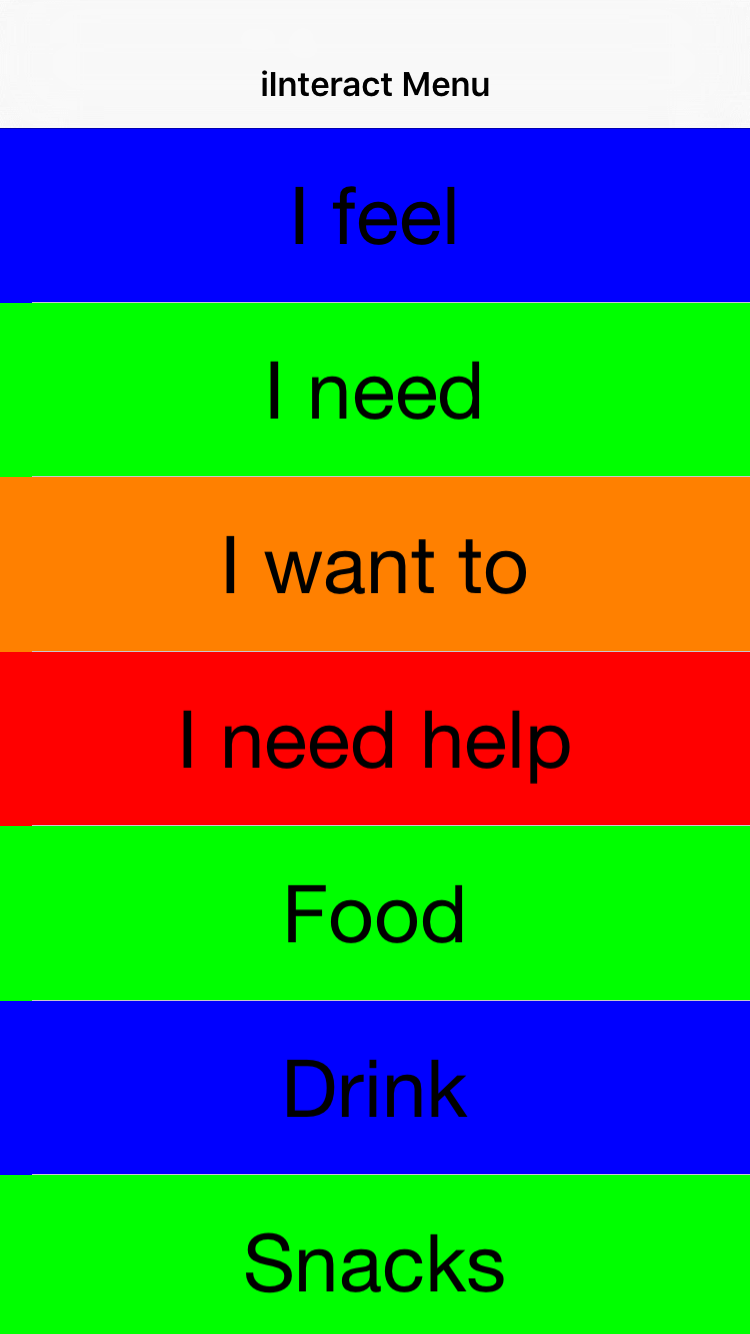 iInteract Menu
I feel
I need
I want to
I need help
Food
Drink
Snacks